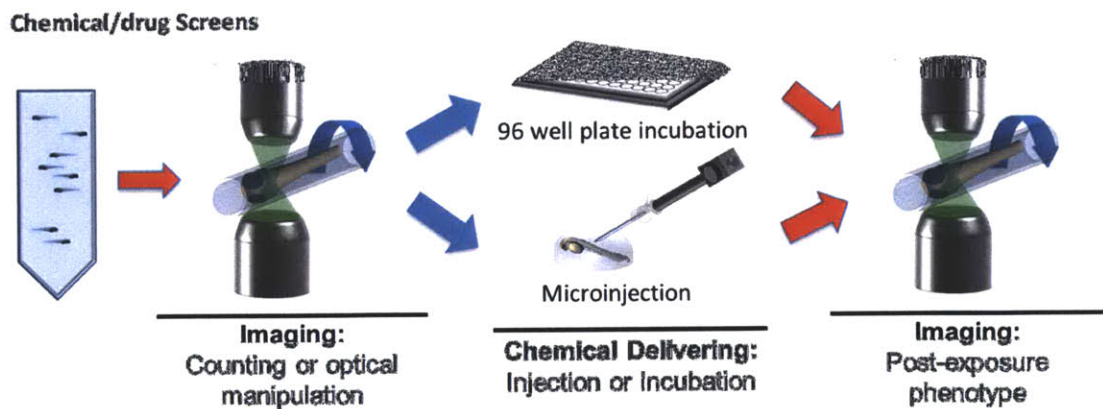 Chemical/drug Screens
96 well plate incubation
Microinjection
Imaging:
Counting or optical
manipulation
Chemical Delivering:
Injection or Incubation
Imaging:
Post-exposure
phenotype